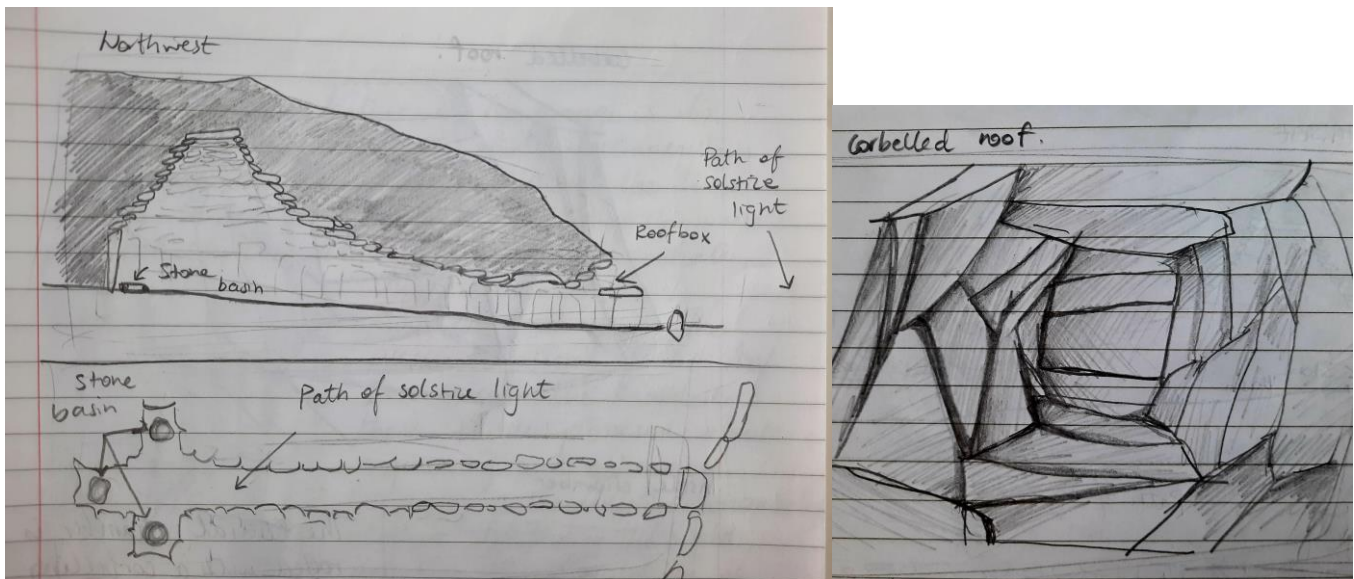 Northwest
Path of
solstice
light
Roofbox
Stone
basin
Stone
basin
Path of solstice light
Corbelled roof.